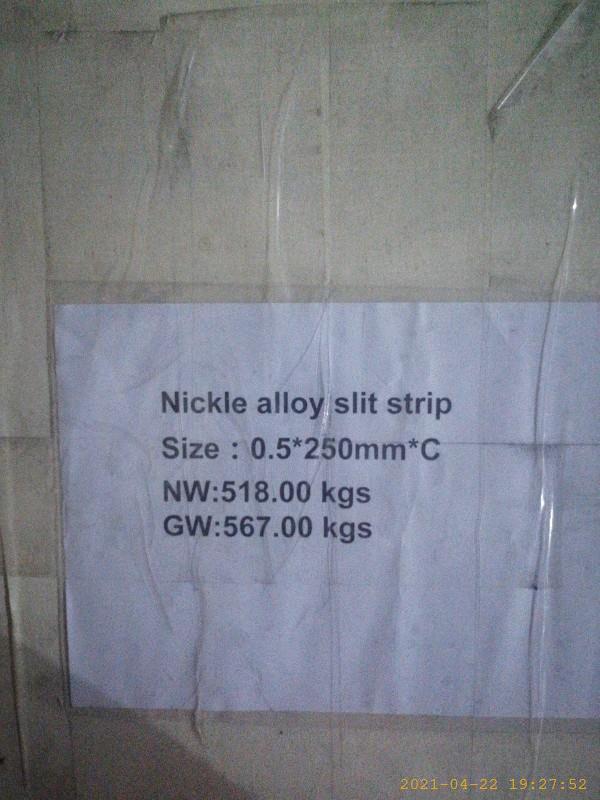 Nickle alloy slit strip
Size : 0.5*250mm*C
NW:518.00 kgs
GW:567.00 kgs
2021-04-22 19:27:52